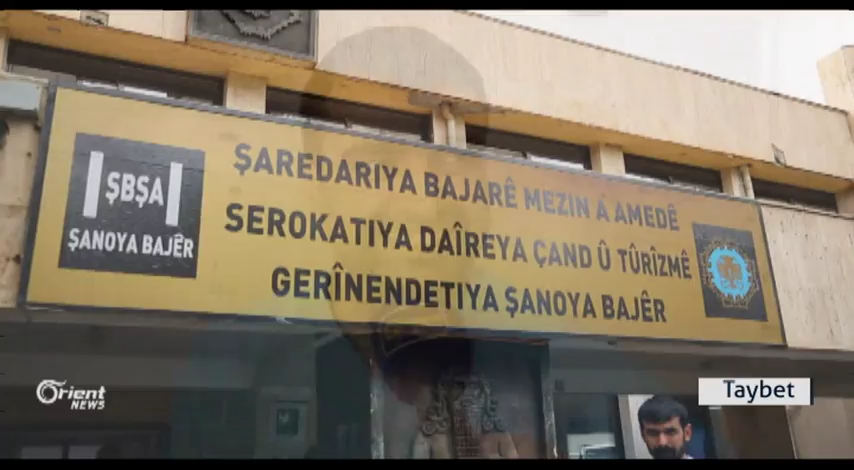 ŞBŞA
ŞANOYA BAJÊR
ŞAREDARIYA BAJARÊ MEZIN A AMEDÊ
SEROKATIYA DAÎREYA ÇAND Û TÛRÎZMÊ
GERÎNENDETIYA ŞANOYA BAJÊR
Orient
NEWS
Taybet